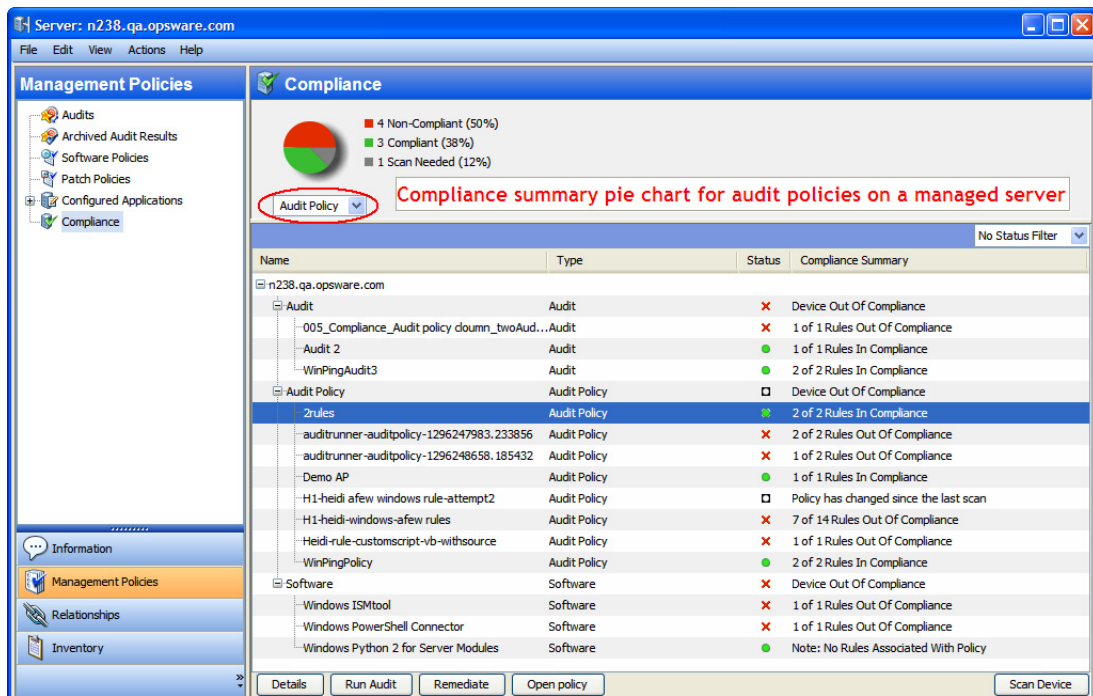 Server: n238.qa.opsware.com
File Edit View Actions Help
Management Policies
Audits
Archived Audit Results
Software Policies
Patch Policies
Configured Applications
Compliance
Information
Management Policies
Relationships
Inventory
»
Compliance
4 Non-Compliant (50%)
3 Compliant (38%)
1 Scan Needed (12%)
Audit Policy
Compliance summary pie chart for audit policies on a managed server
No Status Filter
Name Type Status Compliance Summary
n238.qa.opsware.com
Audit Audit Device Out Of Compliance
005_Compliance_Audit policy cloumn_twoAud... Audit 1 of 1 Rules Out Of Compliance
Audit 2 Audit 1 of 1 Rules In Compliance
WinPingAudit3 Audit 2 of 2 Rules In Compliance
Audit Policy Audit Policy Device Out Of Compliance
2rules Audit Policy 2 of 2 Rules In Compliance
auditrunner-auditpolicy-1296247983.233856 Audit Policy 2 of 2 Rules Out Of Compliance
auditrunner-auditpolicy-1296248658.185432 Audit Policy 1 of 2 Rules Out Of Compliance
Demo AP Audit Policy 1 of 1 Rules In Compliance
H1-heidi afew windows rule-attempt2 Audit Policy Policy has changed since the last scan
H1-heidi-windows-afew rules Audit Policy 7 of 14 Rules Out Of Compliance
Heidi-rule-customscript-vb-withsource Audit Policy 1 of 1 Rules Out Of Compliance
WinPingPolicy Audit Policy 2 of 2 Rules In Compliance
Software Software Device Out Of Compliance
Windows ISMtool Software 1 of 1 Rules Out Of Compliance
Windows PowerShell Connector Software 1 of 1 Rules Out Of Compliance
Windows Python 2 for Server Modules Software Note: No Rules Associated With Policy
Details Run Audit Remediate Open policy Scan Device